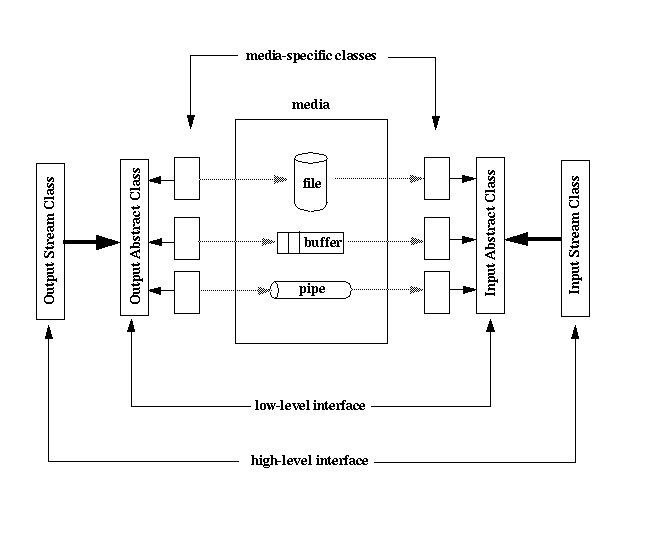 media-specific classes
media
Output Stream Class
Output Abstract Class
file
buffer
pipe
Input Abstract Class
Input Stream Class
low-level interface
high-level interface